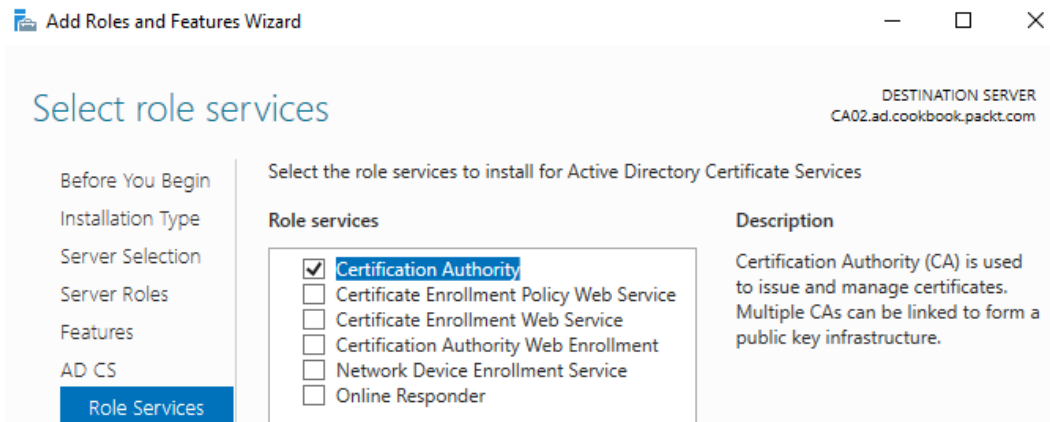 Add Roles and Features Wizard
Select role services
DESTINATION SERVER
CA02.ad.cookbook.packt.com
Before You Begin
Installation Type
Server Selection
Server Roles
Features
AD CS
Role Services
Select the role services to install for Active Directory Certificate Services
Role services
Certification Authority
Certificate Enrollment Policy Web Service
Certificate Enrollment Web Service
Certification Authority Web Enrollment
Network Device Enrollment Service
Online Responder
Description
Certification Authority (CA) is used
to issue and manage certificates.
Multiple CAs can be linked to form a
public key infrastructure.